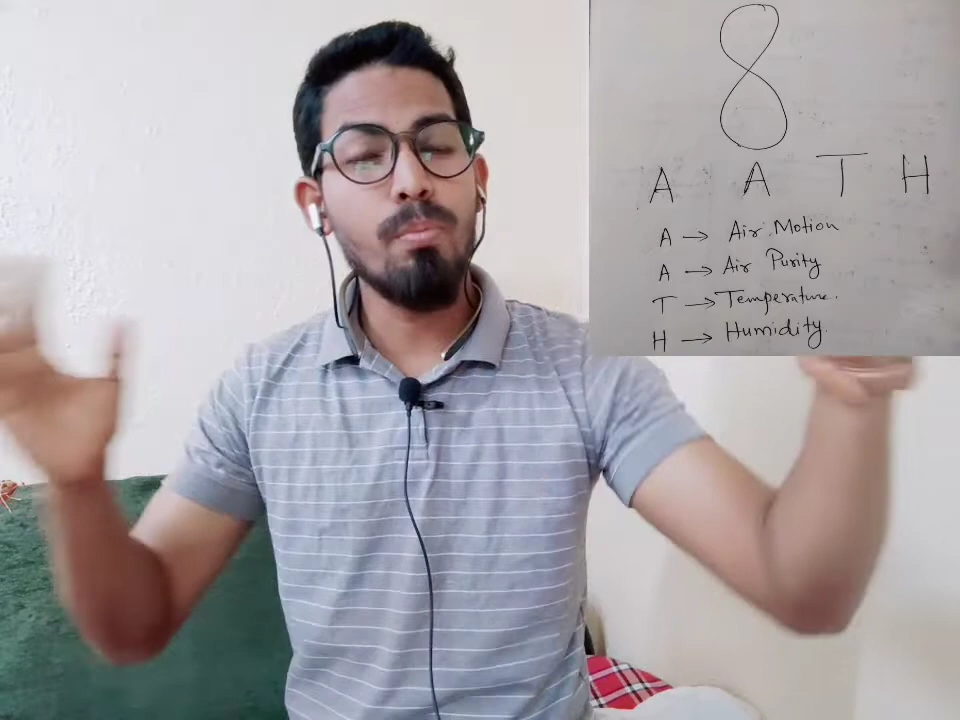 8
A A T H
A → Air Motion
A → Air Purity
T → Temperature.
H → Humidity.